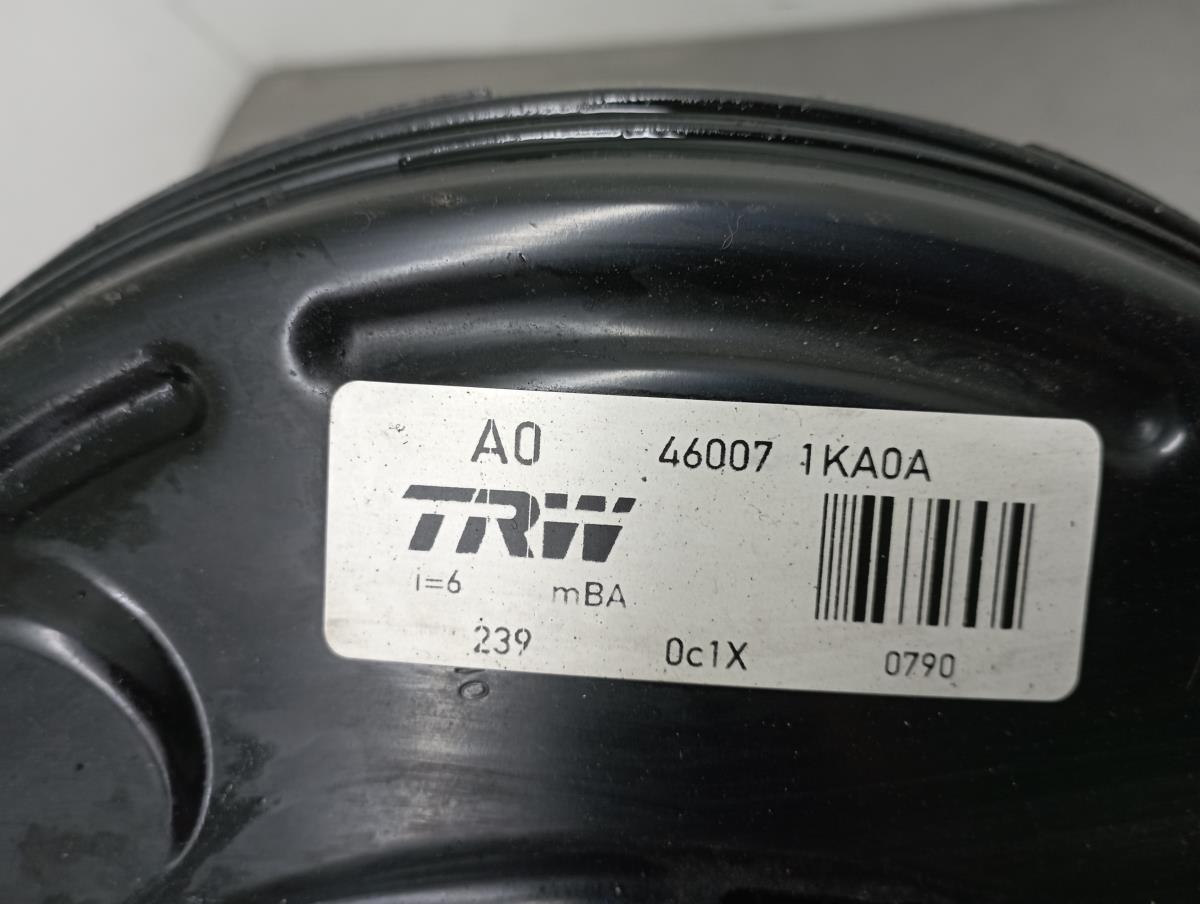 A0 46007 1KA0A
TRW
i=6 mBA
239 0c1X 0790